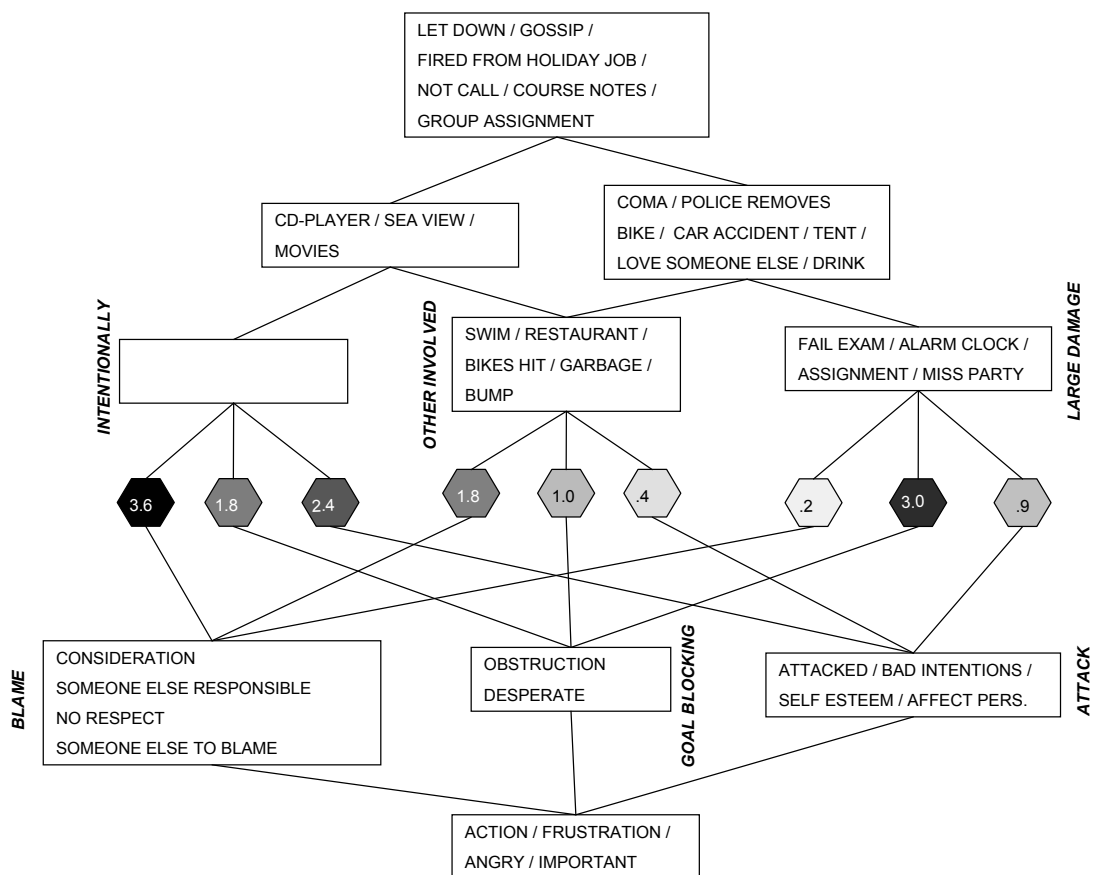 LET DOWN / GOSSIP /
FIRED FROM HOLIDAY JOB /
NOT CALL / COURSE NOTES /
GROUP ASSIGNMENT
CD-PLAYER / SEA VIEW /
MOVIES
COMA / POLICE REMOVES
BIKE / CAR ACCIDENT / TENT /
LOVE SOMEONE ELSE / DRINK
INTENTIONALLY
OTHER INVOLVED
SWIM / RESTAURANT /
BIKES HIT / GARBAGE /
BUMP
FAIL EXAM / ALARM CLOCK /
ASSIGNMENT / MISS PARTY
LARGE DAMAGE
3.6
1.8
2.4
1.8
1.0
.4
.2
3.0
.9
BLAME
CONSIDERATION
SOMEONE ELSE RESPONSIBLE
NO RESPECT
SOMEONE ELSE TO BLAME
OBSTRUCTION
DESPERATE
GOAL BLOCKING
ATTACKED / BAD INTENTIONS /
SELF ESTEEM / AFFECT PERS.
ATTACK
ACTION / FRUSTRATION /
ANGRY / IMPORTANT